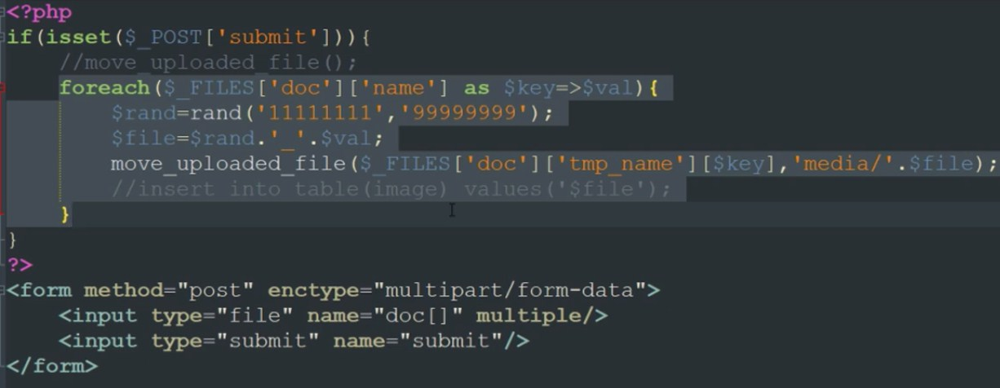 <?php
if(isset($_POST['submit'])){
//move_uploaded_file();
foreach($_FILES['doc']['name'] as $key=>$val){
$rand=rand('11111111','99999999');
$file=$rand.'_'.$val;
move_uploaded_file($_FILES['doc']['tmp_name'][$key],'media/'.$file);
//insert into table(image) values('$file');
}
}
?>
<form method="post" enctype="multipart/form-data">
<input type="file" name="doc[]" multiple/>
<input type="submit" name="submit"/>
</form>